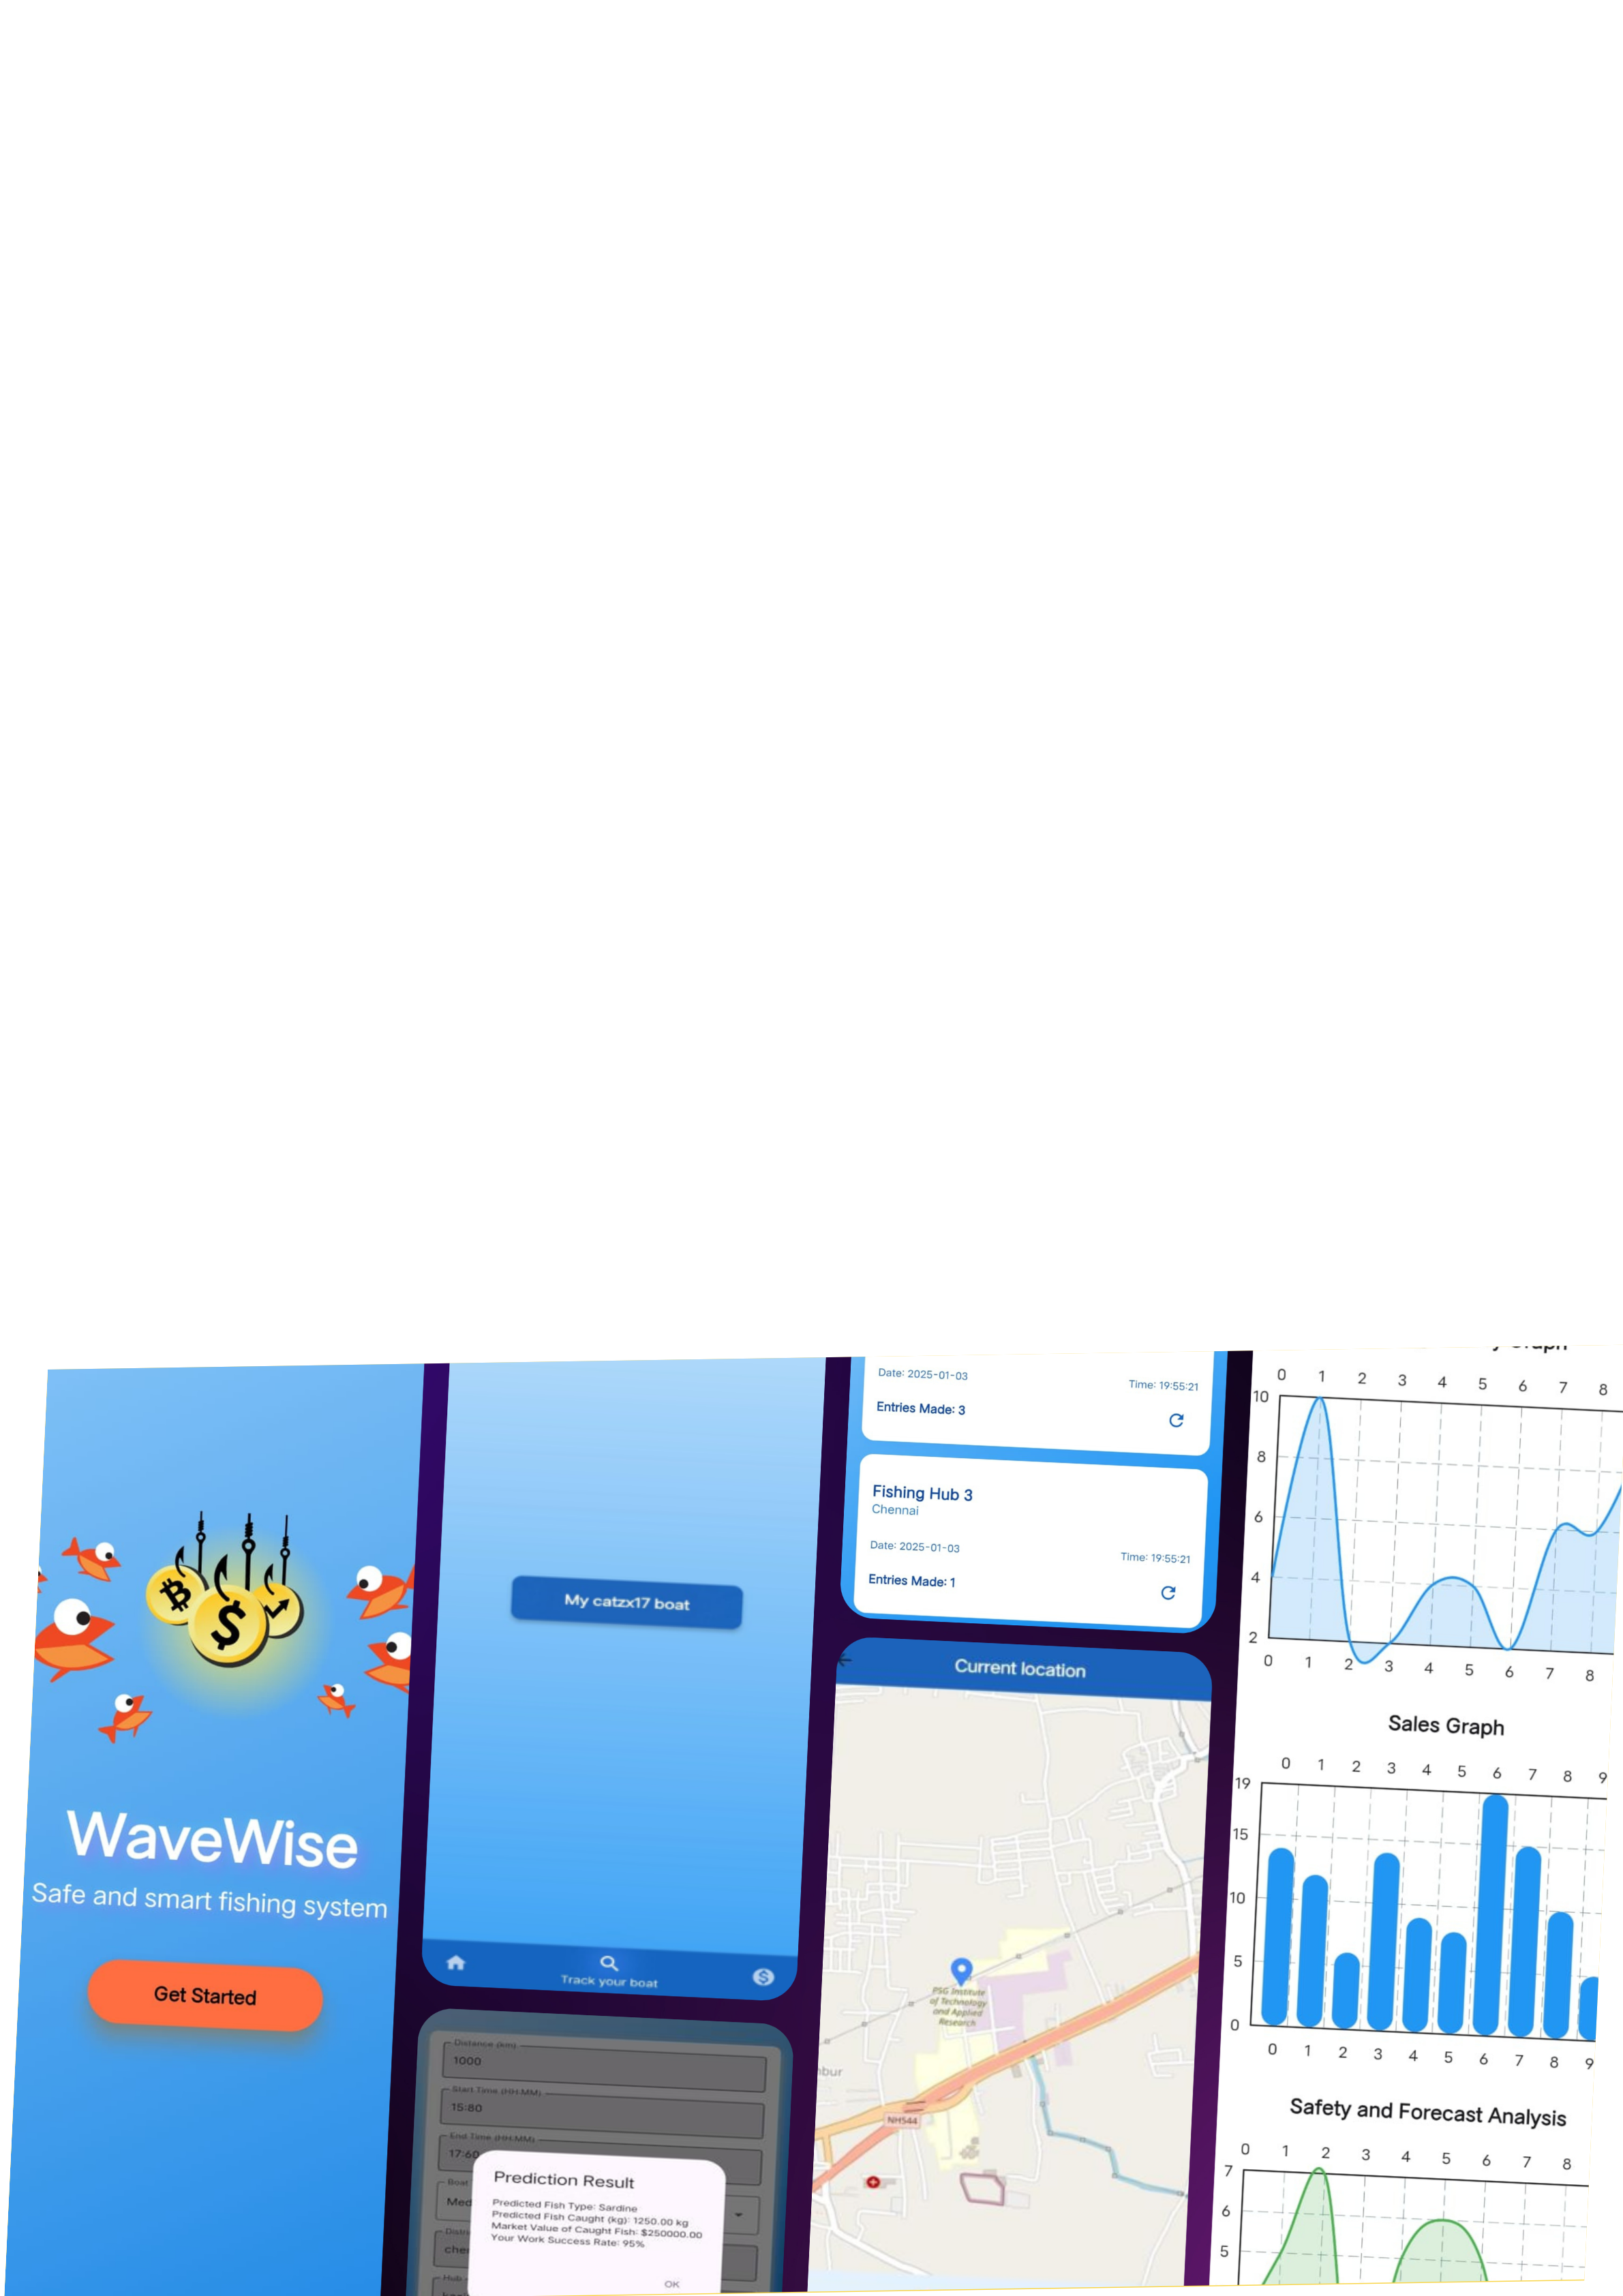 WaveWise
Safe and smart fishing system
Get Started
My catzx17 boat
Track your boat
Distance (km)
1000
Start Time (HH:MM)
15:80
End Time (HH:MM)
17:60
Boat
Med
Prediction Result
Predicted Fish Type: Sardine
Predicted Fish Caught (kg): 1250.00 kg
Market Value of Caught Fish: $250000.00
Your Work Success Rate: 95%
OK
Date: 2025-01-03
Time: 19:55:21
Entries Made: 3
Fishing Hub 3
Chennai
Date: 2025-01-03
Time: 19:55:21
Entries Made: 1
Current location
PSG Institute
of Technology
and Applied
Research
NH544
0 1 2 3 4 5 6 7 8
10
8
6
4
2
0 1 2 3 4 5 6 7 8
Sales Graph
0 1 2 3 4 5 6 7 8 9
19
15
10
5
0
0 1 2 3 4 5 6 7 8 9
Safety and Forecast Analysis
0 1 2 3 4 5 6 7 8
7
6
5